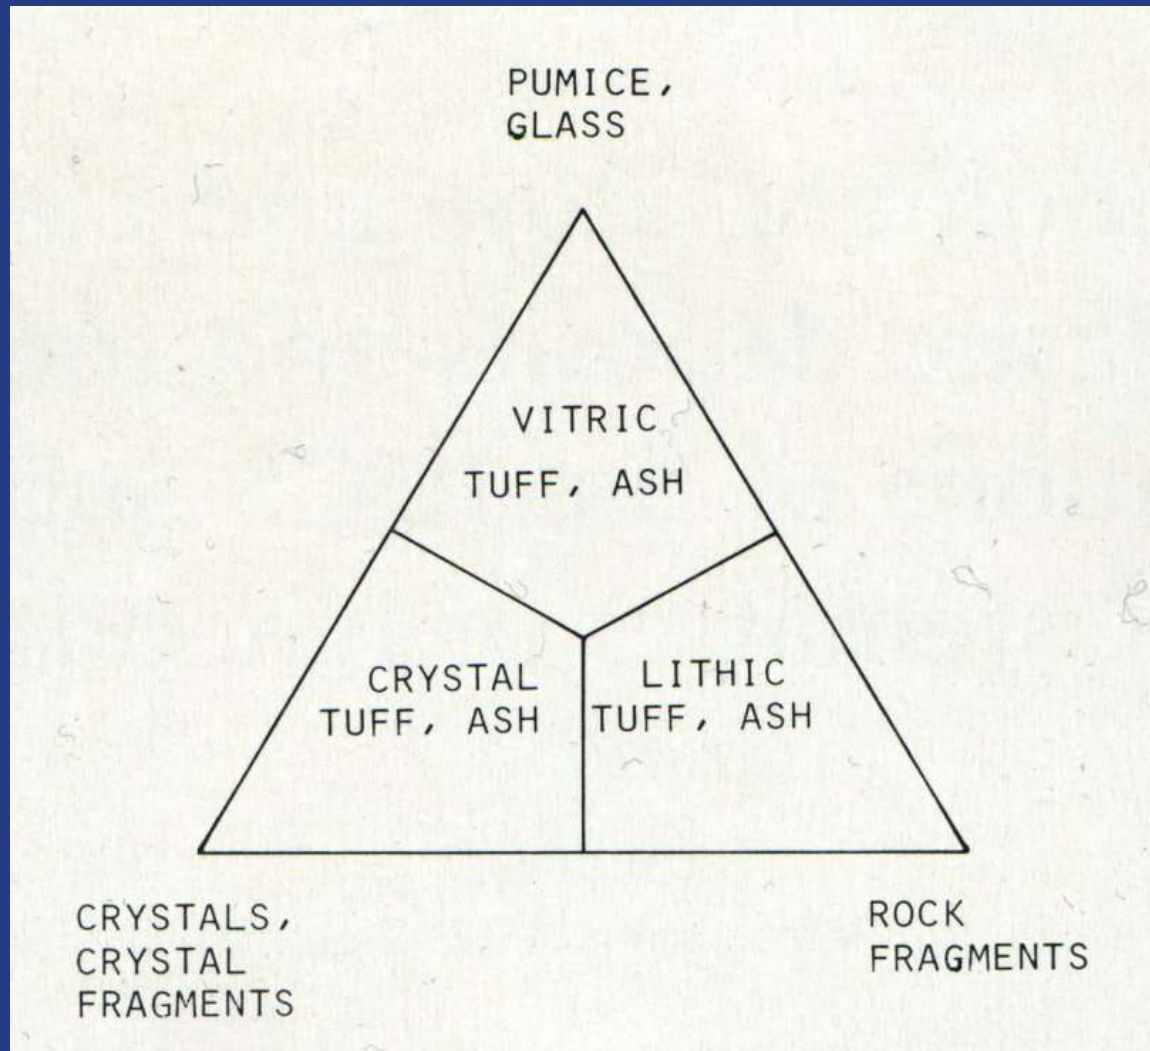 PUMICE,
GLASS
VITRIC
TUFF, ASH
CRYSTAL
TUFF, ASH
LITHIC
TUFF, ASH
CRYSTALS,
CRYSTAL
FRAGMENTS
ROCK
FRAGMENTS